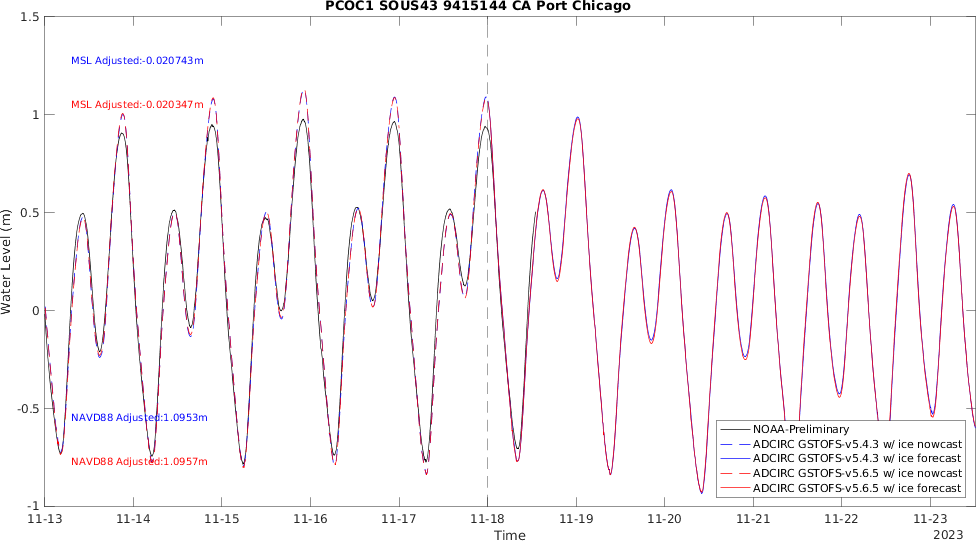 PCOC1 SOUS43 9415144 CA Port Chicago
1.5
1
0.5
0
-0.5
-1
Water Level (m)
MSL Adjusted:-0.020743m
MSL Adjusted:-0.020347m
NAVD88 Adjusted:1.0953m
NAVD88 Adjusted:1.0957m
NOAA-Preliminary
ADCIRC GSTOFS-v5.4.3 w/ ice nowcast
ADCIRC GSTOFS-v5.4.3 w/ ice forecast
ADCIRC GSTOFS-v5.6.5 w/ ice nowcast
ADCIRC GSTOFS-v5.6.5 w/ ice forecast
11-13 11-14 11-15 11-16 11-17 11-18 11-19 11-20 11-21 11-22 11-23
Time
2023